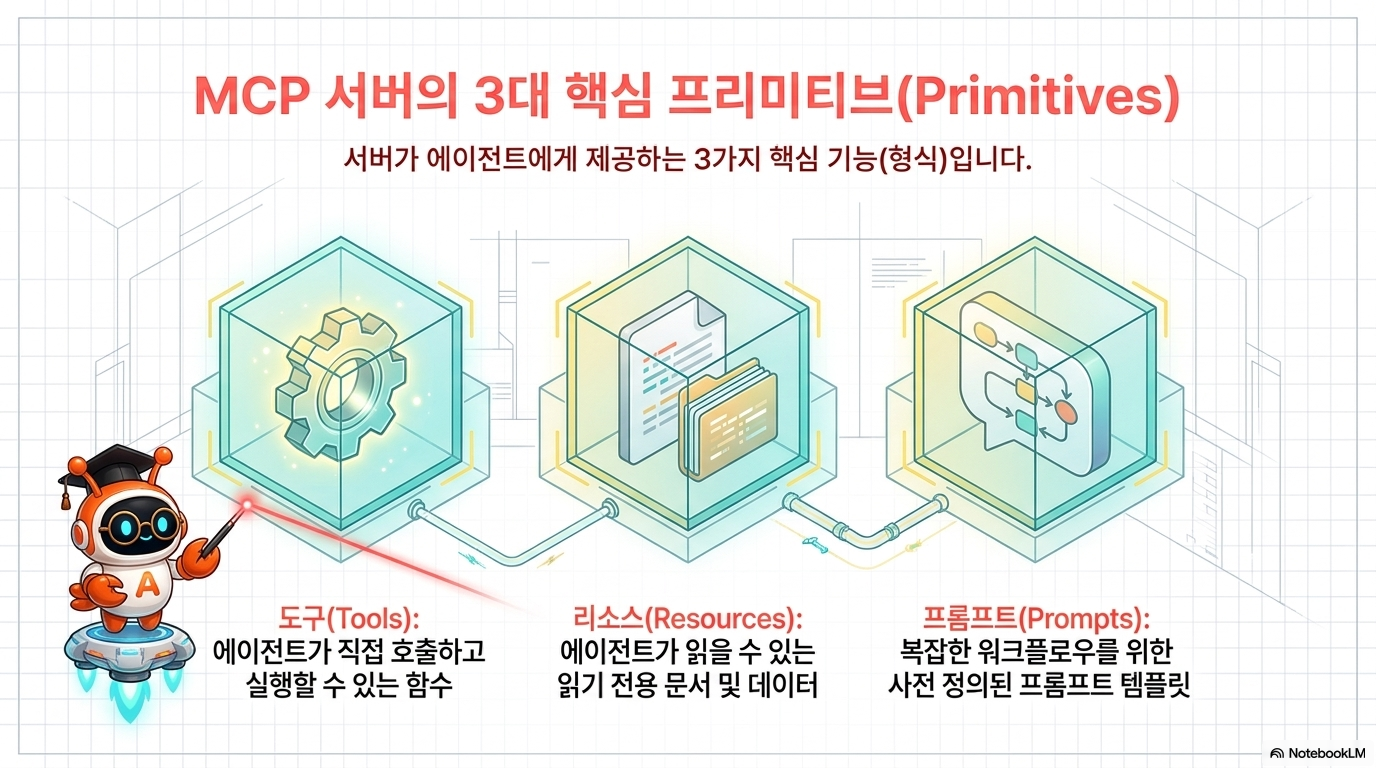 MCP 서버의 3대 핵심 프리미티브(Primitives)
서버가 에이전트에게 제공하는 3가지 핵심 기능(형식)입니다.
A
도구(Tools):
에이전트가 직접 호출하고
실행할 수 있는 함수
리소스(Resources):
에이전트가 읽을 수 있는
읽기 전용 문서 및 데이터
프롬프트(Prompts):
복잡한 워크플로우를 위한
사전 정의된 프롬프트 템플릿
NotebookLM